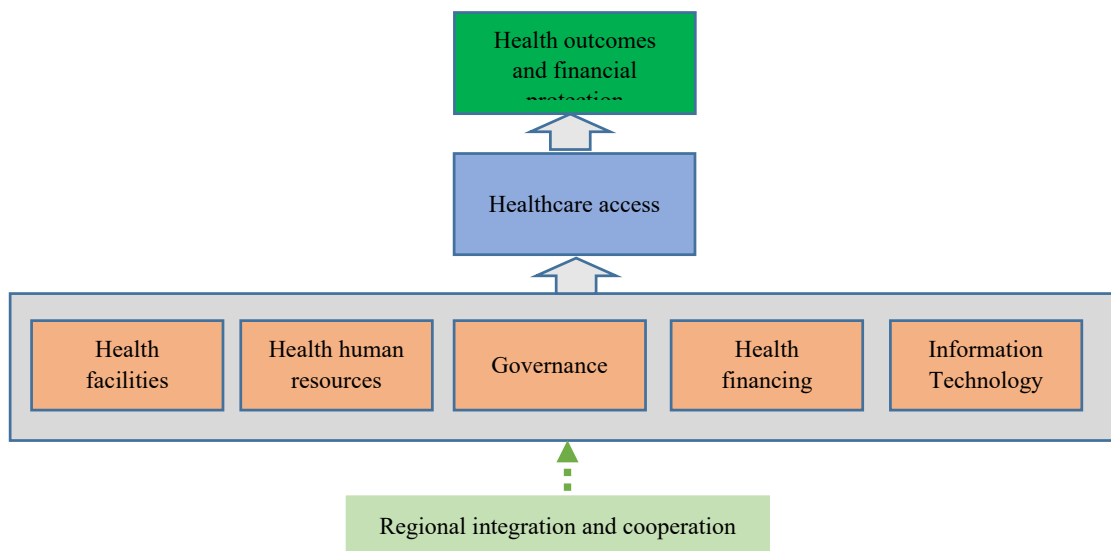 Health outcomes
and financial
protection
Healthcare access
Health
facilities
Health human
resources
Governance
Health
financing
Information
Technology
Regional integration and cooperation